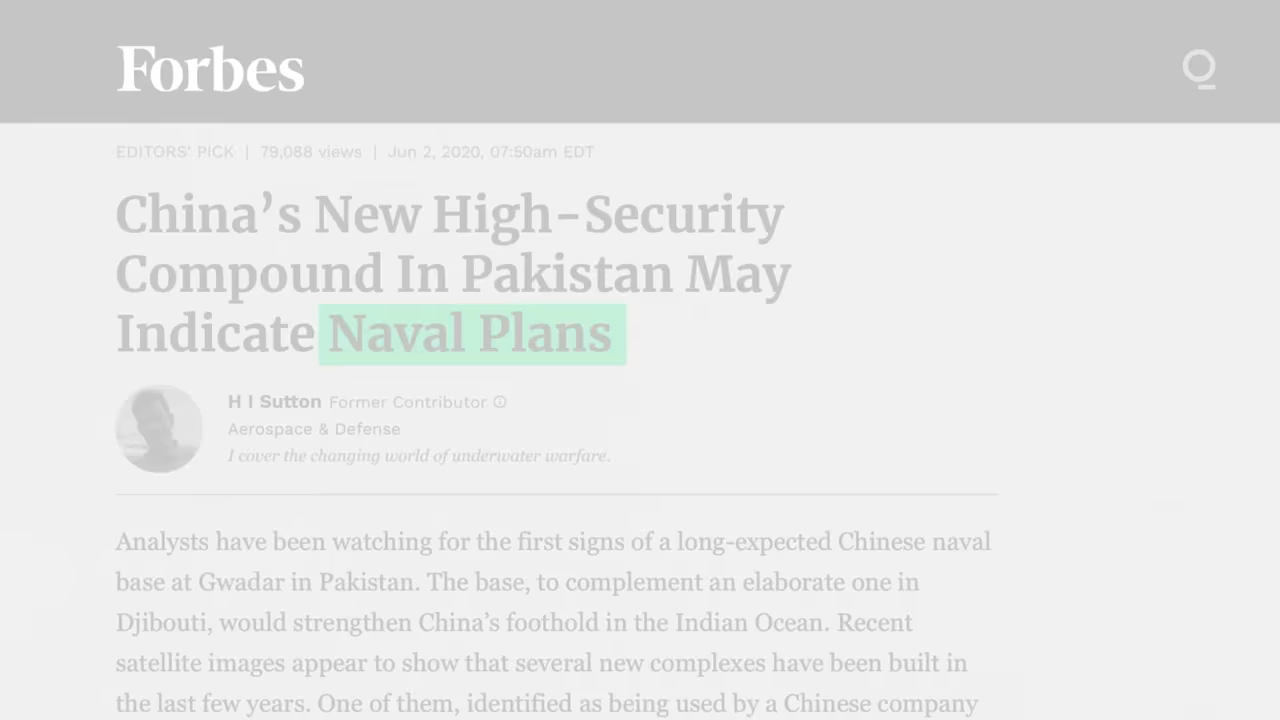 Forbes
EDITORS’ PICK | 79,088 views | Jun 2, 2020, 07:50am EDT
China’s New High-Security
Compound In Pakistan May
Indicate Naval Plans
H I Sutton Former Contributor
Aerospace & Defense
I cover the changing world of underwater warfare.
Analysts have been watching for the first signs of a long-expected Chinese naval
base at Gwadar in Pakistan. The base, to complement an elaborate one in
Djibouti, would strengthen China’s foothold in the Indian Ocean. Recent
satellite images appear to show that several new complexes have been built in
the last few years. One of them, identified as being used by a Chinese company